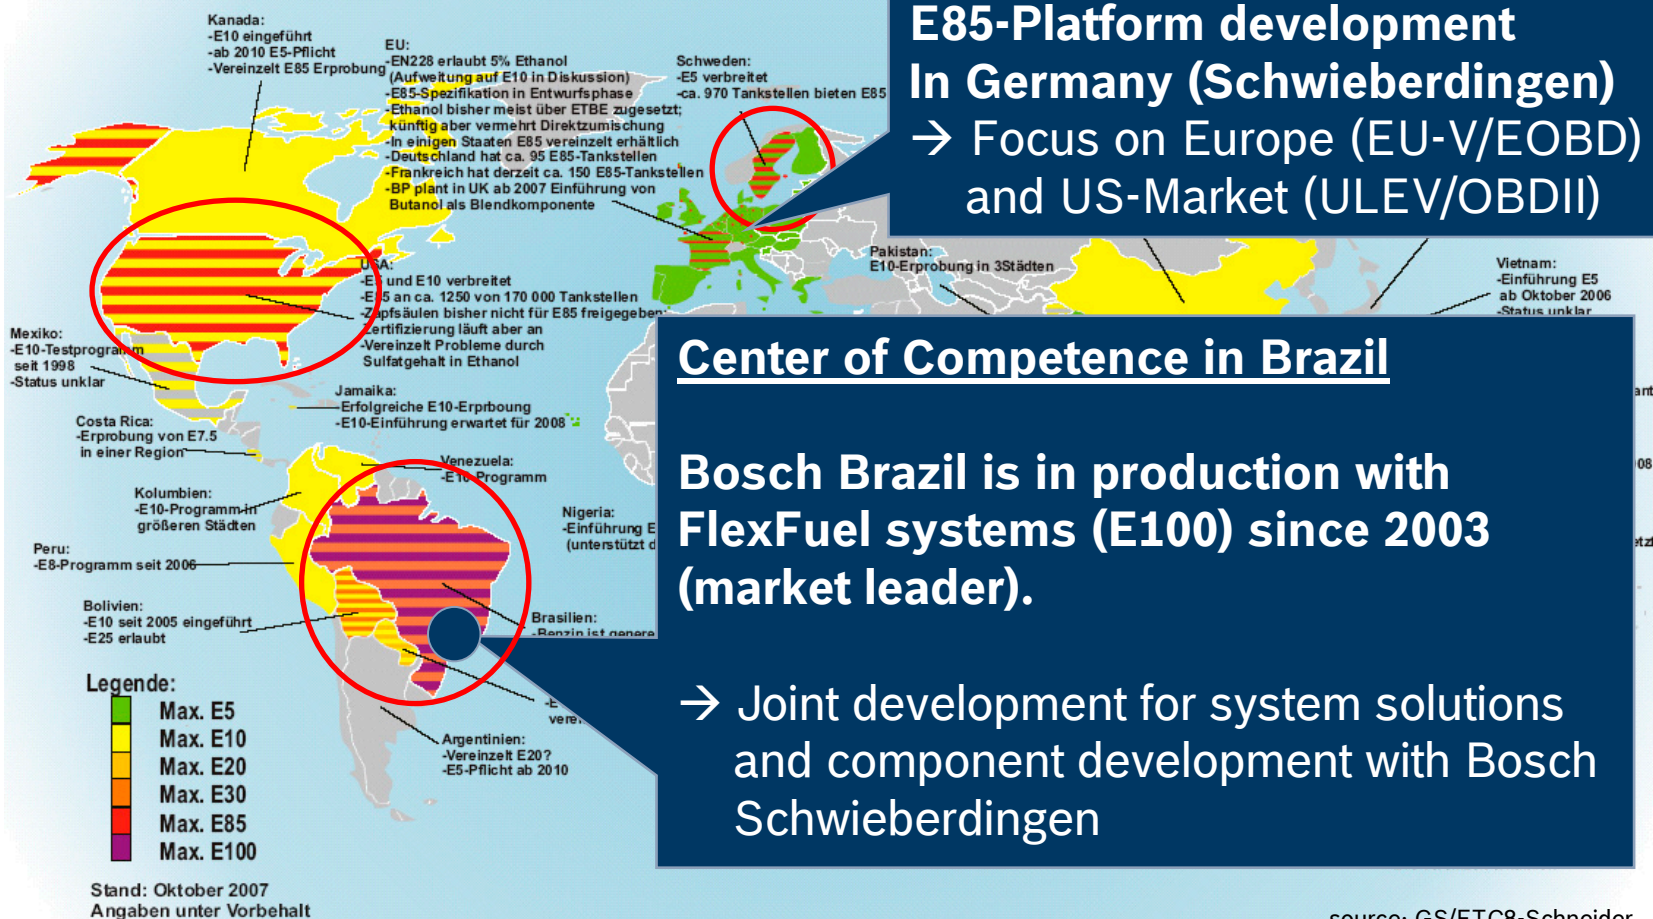 Kanada:
-E10 eingeführt
-ab 2010 E5-Pflicht
-Vereinzelt E85 Erprobung
EU:
-EN228 erlaubt 5% Ethanol
(Aufweitung auf E10 in Diskussion)
-E85-Spezifikation in Entwurfsphase
-Ethanol bisher meist über ETBE zugesetzt;
künftig aber vermehrt Direktzumischung
-In einigen Staaten E85 vereinzelt erhältlich
-Deutschland hat ca. 95 E85-Tankstellen
-Frankreich hat derzeit ca. 150 E85-Tankstellen
-BP plant in UK ab 2007 Einführung von
Butanol als Blendkomponente
Schweden:
-E5 verbreitet
-ca. 970 Tankstellen bieten E85
E85-Platform development
In Germany (Schwieberdingen)
→ Focus on Europe (EU-V/EOBD)
and US-Market (ULEV/OBDII)
USA:
-E5 und E10 verbreitet
-E85 an ca. 1250 von 170 000 Tankstellen
-Zapfsäulen bisher nicht für E85 freigegeben;
Zertifizierung läuft aber an
-Vereinzelt Probleme durch
Sulfatgehalt in Ethanol
Pakistan:
E10-Erprobung in 3Städten
Vietnam:
-Einführung E5
ab Oktober 2006
-Status unklar
Mexiko:
-E10-Testprogramm
seit 1998
-Status unklar
Jamaika:
-Erfolgreiche E10-Erprboung
-E10-Einführung erwartet für 2008
Costa Rica:
-Erprobung von E7.5
in einer Region
Venezuela:
-E10-Programm
Kolumbien:
-E10-Programm in
größeren Städten
Nigeria:
-Einführung E
(unterstützt d
Peru:
-E8-Programm seit 2006
Bolivien:
-E10 seit 2005 eingeführt
-E25 erlaubt
Brasilien:
-Benzin ist genere
Argentinien:
-Vereinzelt E20?
-E5-Pflicht ab 2010
Center of Competence in Brazil
Bosch Brazil is in production with
FlexFuel systems (E100) since 2003
(market leader).
→ Joint development for system solutions
and component development with Bosch
Schwieberdingen
Legende:
Max. E5
Max. E10
Max. E20
Max. E30
Max. E85
Max. E100
Stand: Oktober 2007
Angaben unter Vorbehalt
source: GS/ETC8-Schneider